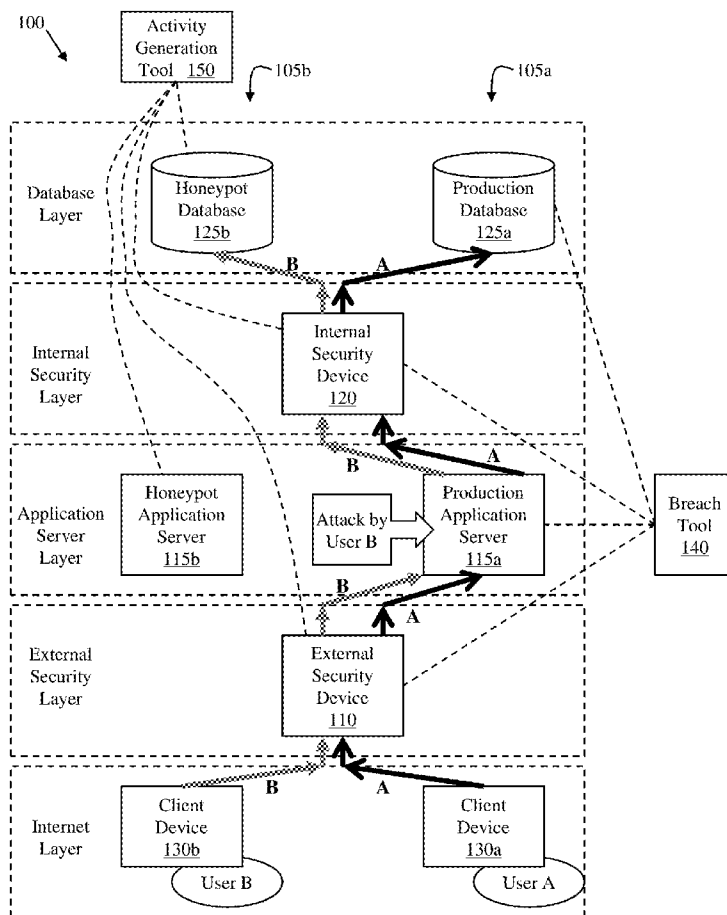 100
Activity
Generation
Tool 150
105b
105a
Database
Layer
Honeypot
Database
125b
Production
Database
125a
B
A
Internal
Security
Layer
Internal
Security
Device
120
B
A
Application
Server
Layer
Honeypot
Application
Server
115b
Attack by
User B
Production
Application
Server
115a
Breach
Tool
140
B
A
External
Security
Layer
External
Security
Device
110
B
A
Internet
Layer
Client
Device
130b
User B
Client
Device
130a
User A